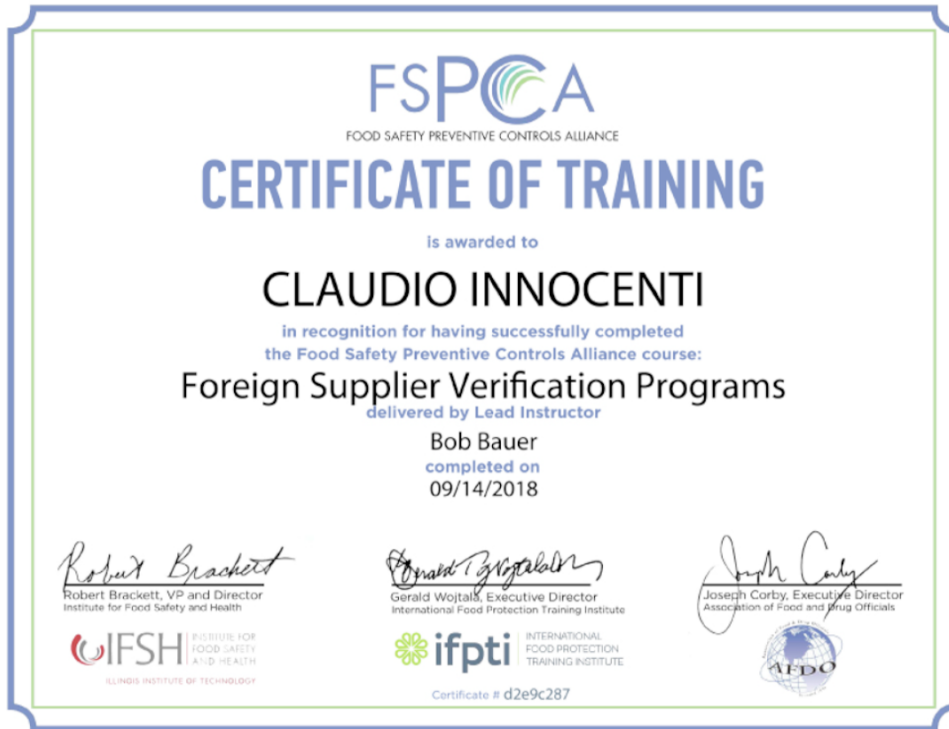 FSPCA
FOOD SAFETY PREVENTIVE CONTROLS ALLIANCE
CERTIFICATE OF TRAINING
is awarded to
CLAUDIO INNOCENTI
in recognition for having successfully completed
the Food Safety Preventive Controls Alliance course:
Foreign Supplier Verification Programs
delivered by Lead Instructor
Bob Bauer
completed on
09/14/2018
Robert Brackett
Robert Brackett, VP and Director
Institute for Food Safety and Health
IFSH
INSTITUTE FOR
FOOD SAFETY
AND HEALTH
ILLINOIS INSTITUTE OF TECHNOLOGY
Gerald Wojtala, Executive Director
International Food Protection Training Institute
ifpti
INTERNATIONAL
FOOD PROTECTION
TRAINING INSTITUTE
Certificate # d2e9c287
Joseph Corby
Joseph Corby, Executive Director
Association of Food and Drug Officials
AFDO